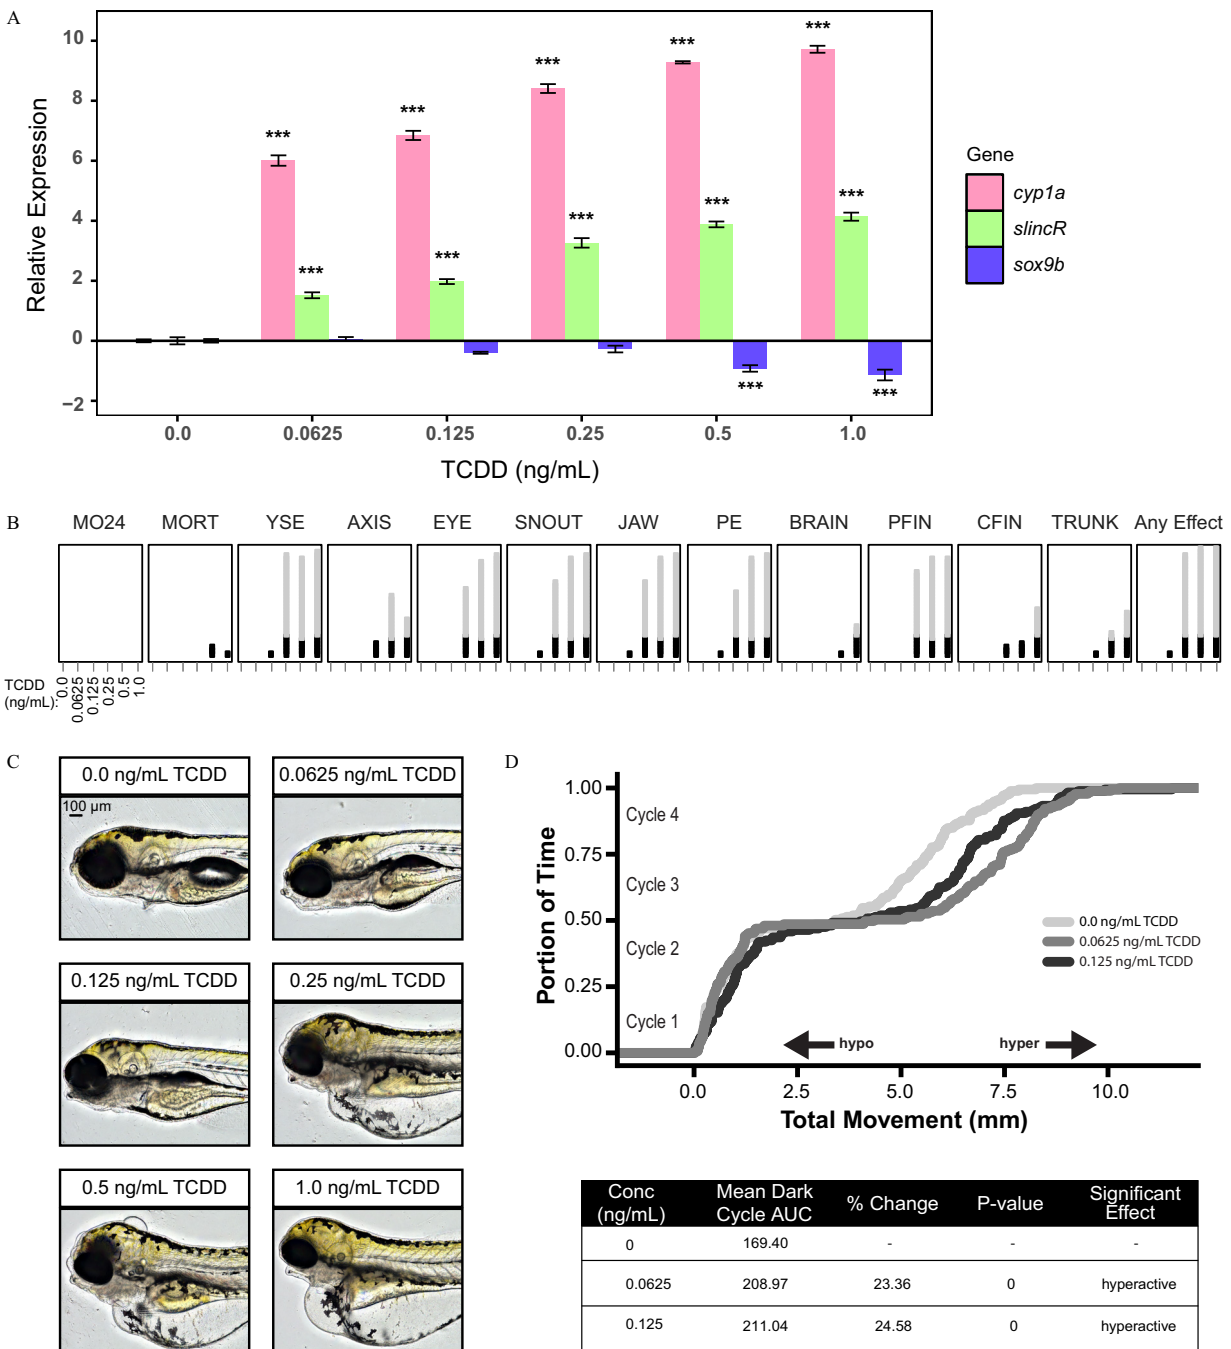 A
10
8
6
4
2
0
−2
Relative Expression
*** *** *** *** ***
*** *** *** *** ***
*** ***
0.0 0.0625 0.125 0.25 0.5 1.0
TCDD (ng/mL)
Gene
cyp1a
slincR
sox9b
B
MO24 MORT YSE AXIS EYE SNOUT JAW PE BRAIN PFIN CFIN TRUNK Any Effect
TCDD
(ng/mL):
0.0 0.0625 0.125 0.25 0.5 1.0
C
0.0 ng/mL TCDD
100 µm
0.0625 ng/mL TCDD
0.125 ng/mL TCDD
0.25 ng/mL TCDD
0.5 ng/mL TCDD
1.0 ng/mL TCDD
D
Portion of Time
1.00
0.75
0.50
0.25
0.00
Cycle 4
Cycle 3
Cycle 2
Cycle 1
0.0 ng/mL TCDD
0.0625 ng/mL TCDD
0.125 ng/mL TCDD
hypo hyper
0.0 2.5 5.0 7.5 10.0
Total Movement (mm)
Conc (ng/mL) Mean Dark Cycle AUC % Change P-value Significant Effect
0 169.40 - - -
0.0625 208.97 23.36 0 hyperactive
0.125 211.04 24.58 0 hyperactive